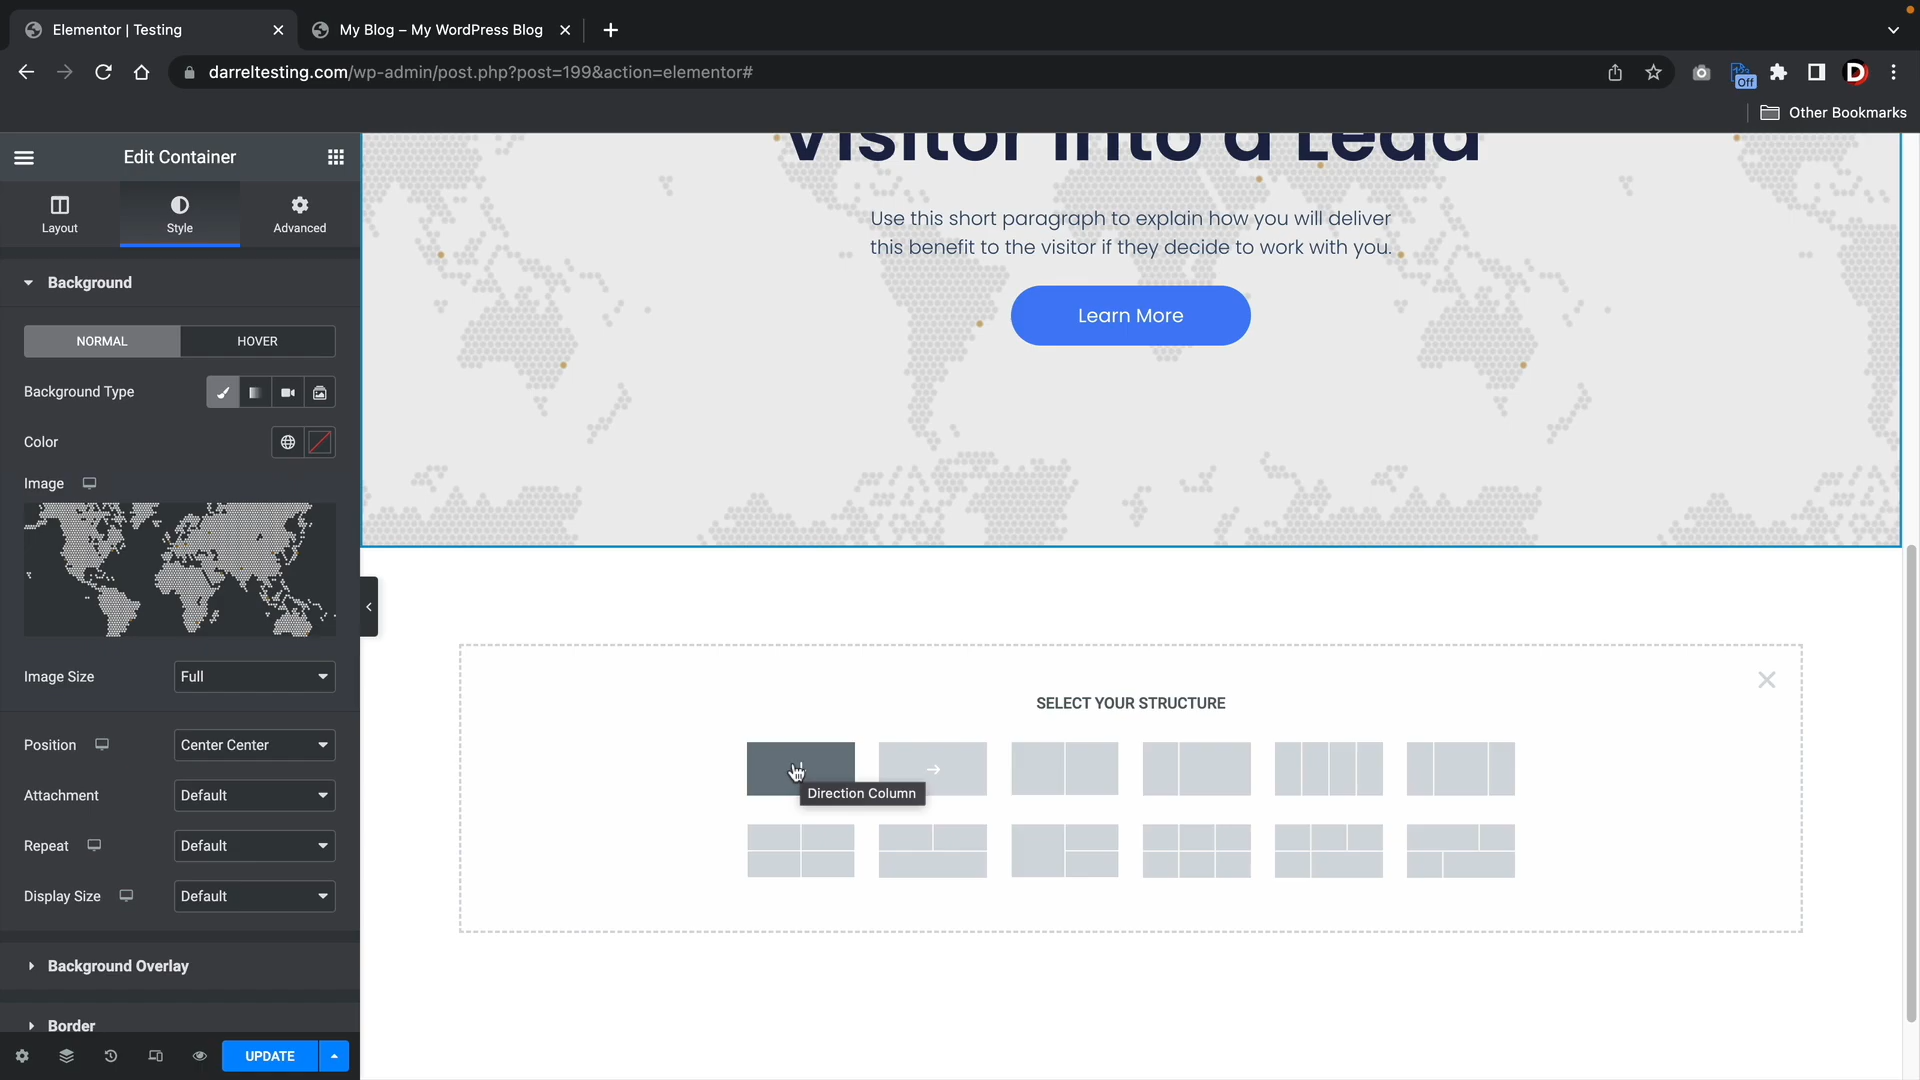 Elementor | Testing
My Blog – My WordPress Blog
darreltesting.com/wp-admin/post.php?post=199&action=elementor#
Off
D
Other Bookmarks
Edit Container
Layout
Style
Advanced
Background
NORMAL
HOVER
Background Type
Color
Image
Image Size
Full
Position
Center Center
Attachment
Default
Repeat
Default
Display Size
Default
Background Overlay
Border
UPDATE
Visitor into a Lead
Use this short paragraph to explain how you will deliver
this benefit to the visitor if they decide to work with you.
Learn More
SELECT YOUR STRUCTURE
Direction Column